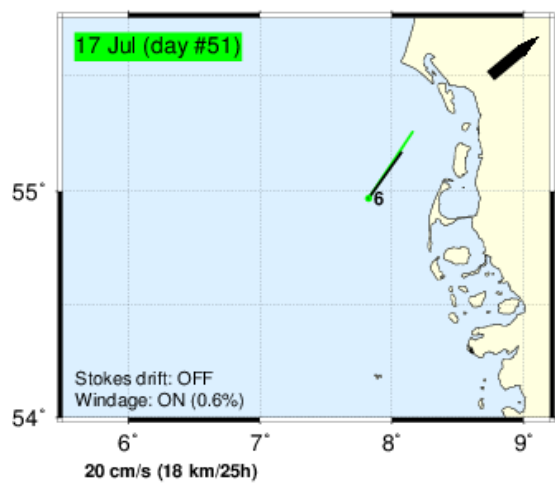 17 Jul (day #51)
55°
6
Stokes drift: OFF
Windage: ON (0.6%)
54°
6° 7° 8° 9°
20 cm/s (18 km/25h)